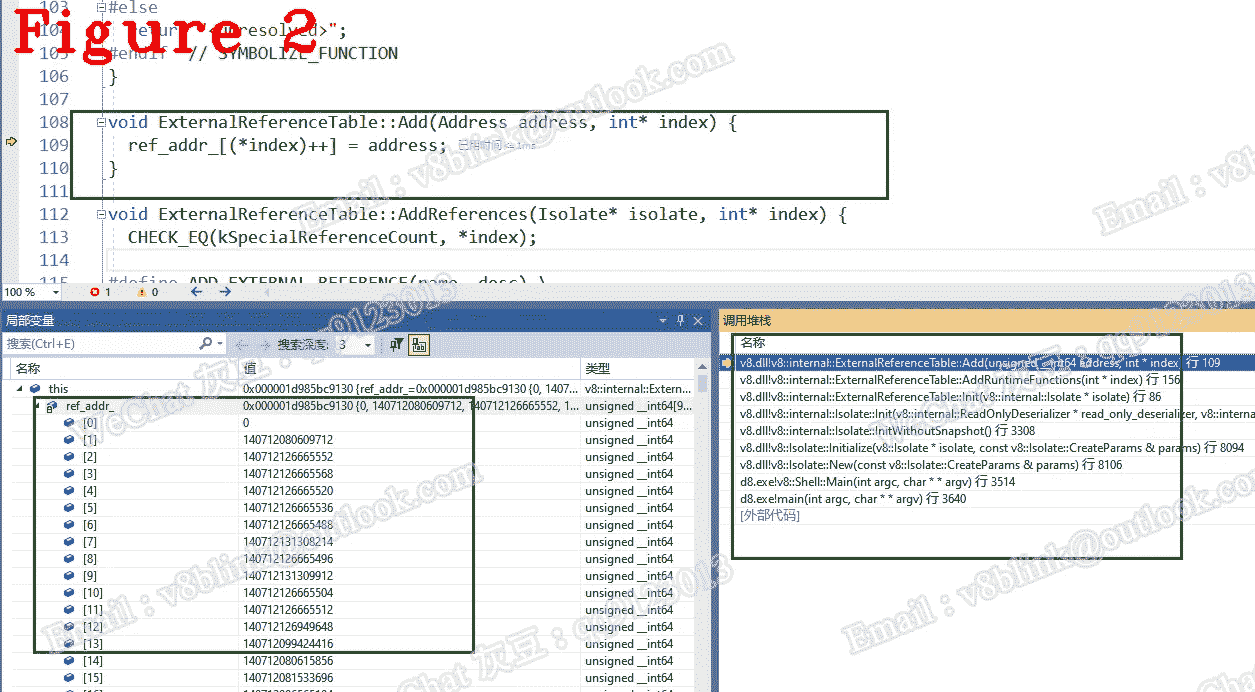 Figure 2
103 #else
104 return "<unresolved>";
105 #endif // SYMBOLIZE_FUNCTION
106 }
107
108 void ExternalReferenceTable::Add(Address address, int* index) {
109 ref_addr_[(*index)++] = address; 已用时间 <= 1ms
110 }
111
112 void ExternalReferenceTable::AddReferences(Isolate* isolate, int* index) {
113 CHECK_EQ(kSpecialReferenceCount, *index);
114
115 #define ADD_EXTERNAL_REFERENCE(name, desc) \
100 % 1 0
局部变量
搜索(Ctrl+E) 搜索深度: 3
名称 值 类型
this 0x000001d985bc9130 {ref_addr_=0x000001d985bc9130 {0, 1407... v8::internal::Extern...
ref_addr_ 0x000001d985bc9130 {0, 140712080609712, 140712126665552, 1... unsigned __int64[9...
[0] 0 unsigned __int64
[1] 140712080609712 unsigned __int64
[2] 140712126665552 unsigned __int64
[3] 140712126665568 unsigned __int64
[4] 140712126665520 unsigned __int64
[5] 140712126665536 unsigned __int64
[6] 140712126665488 unsigned __int64
[7] 140712131308214 unsigned __int64
[8] 140712126665496 unsigned __int64
[9] 140712131309912 unsigned __int64
[10] 140712126665504 unsigned __int64
[11] 140712126665512 unsigned __int64
[12] 140712126949648 unsigned __int64
[13] 140712099424416 unsigned __int64
[14] 140712080615856 unsigned __int64
[15] 140712081533696 unsigned __int64
调用堆栈
名称
v8.dll!v8::internal::ExternalReferenceTable::Add(unsigned __int64 address, int * index) 行 109
v8.dll!v8::internal::ExternalReferenceTable::AddRuntimeFunctions(int * index) 行 156
v8.dll!v8::internal::ExternalReferenceTable::Init(v8::internal::Isolate * isolate) 行 86
v8.dll!v8::internal::Isolate::Init(v8::internal::ReadOnlyDeserializer * read_only_deserializer, v8::interna
v8.dll!v8::internal::Isolate::InitWithoutSnapshot() 行 3308
v8.dll!v8::Isolate::Initialize(v8::Isolate * isolate, const v8::Isolate::CreateParams & params) 行 8094
v8.dll!v8::Isolate::New(const v8::Isolate::CreateParams & params) 行 8106
d8.exe!v8::Shell::Main(int argc, char * * argv) 行 3514
d8.exe!main(int argc, char * * argv) 行 3640
[外部代码]
Email：v8blink@outlook.com
WeChat 灰豆：qq9123013